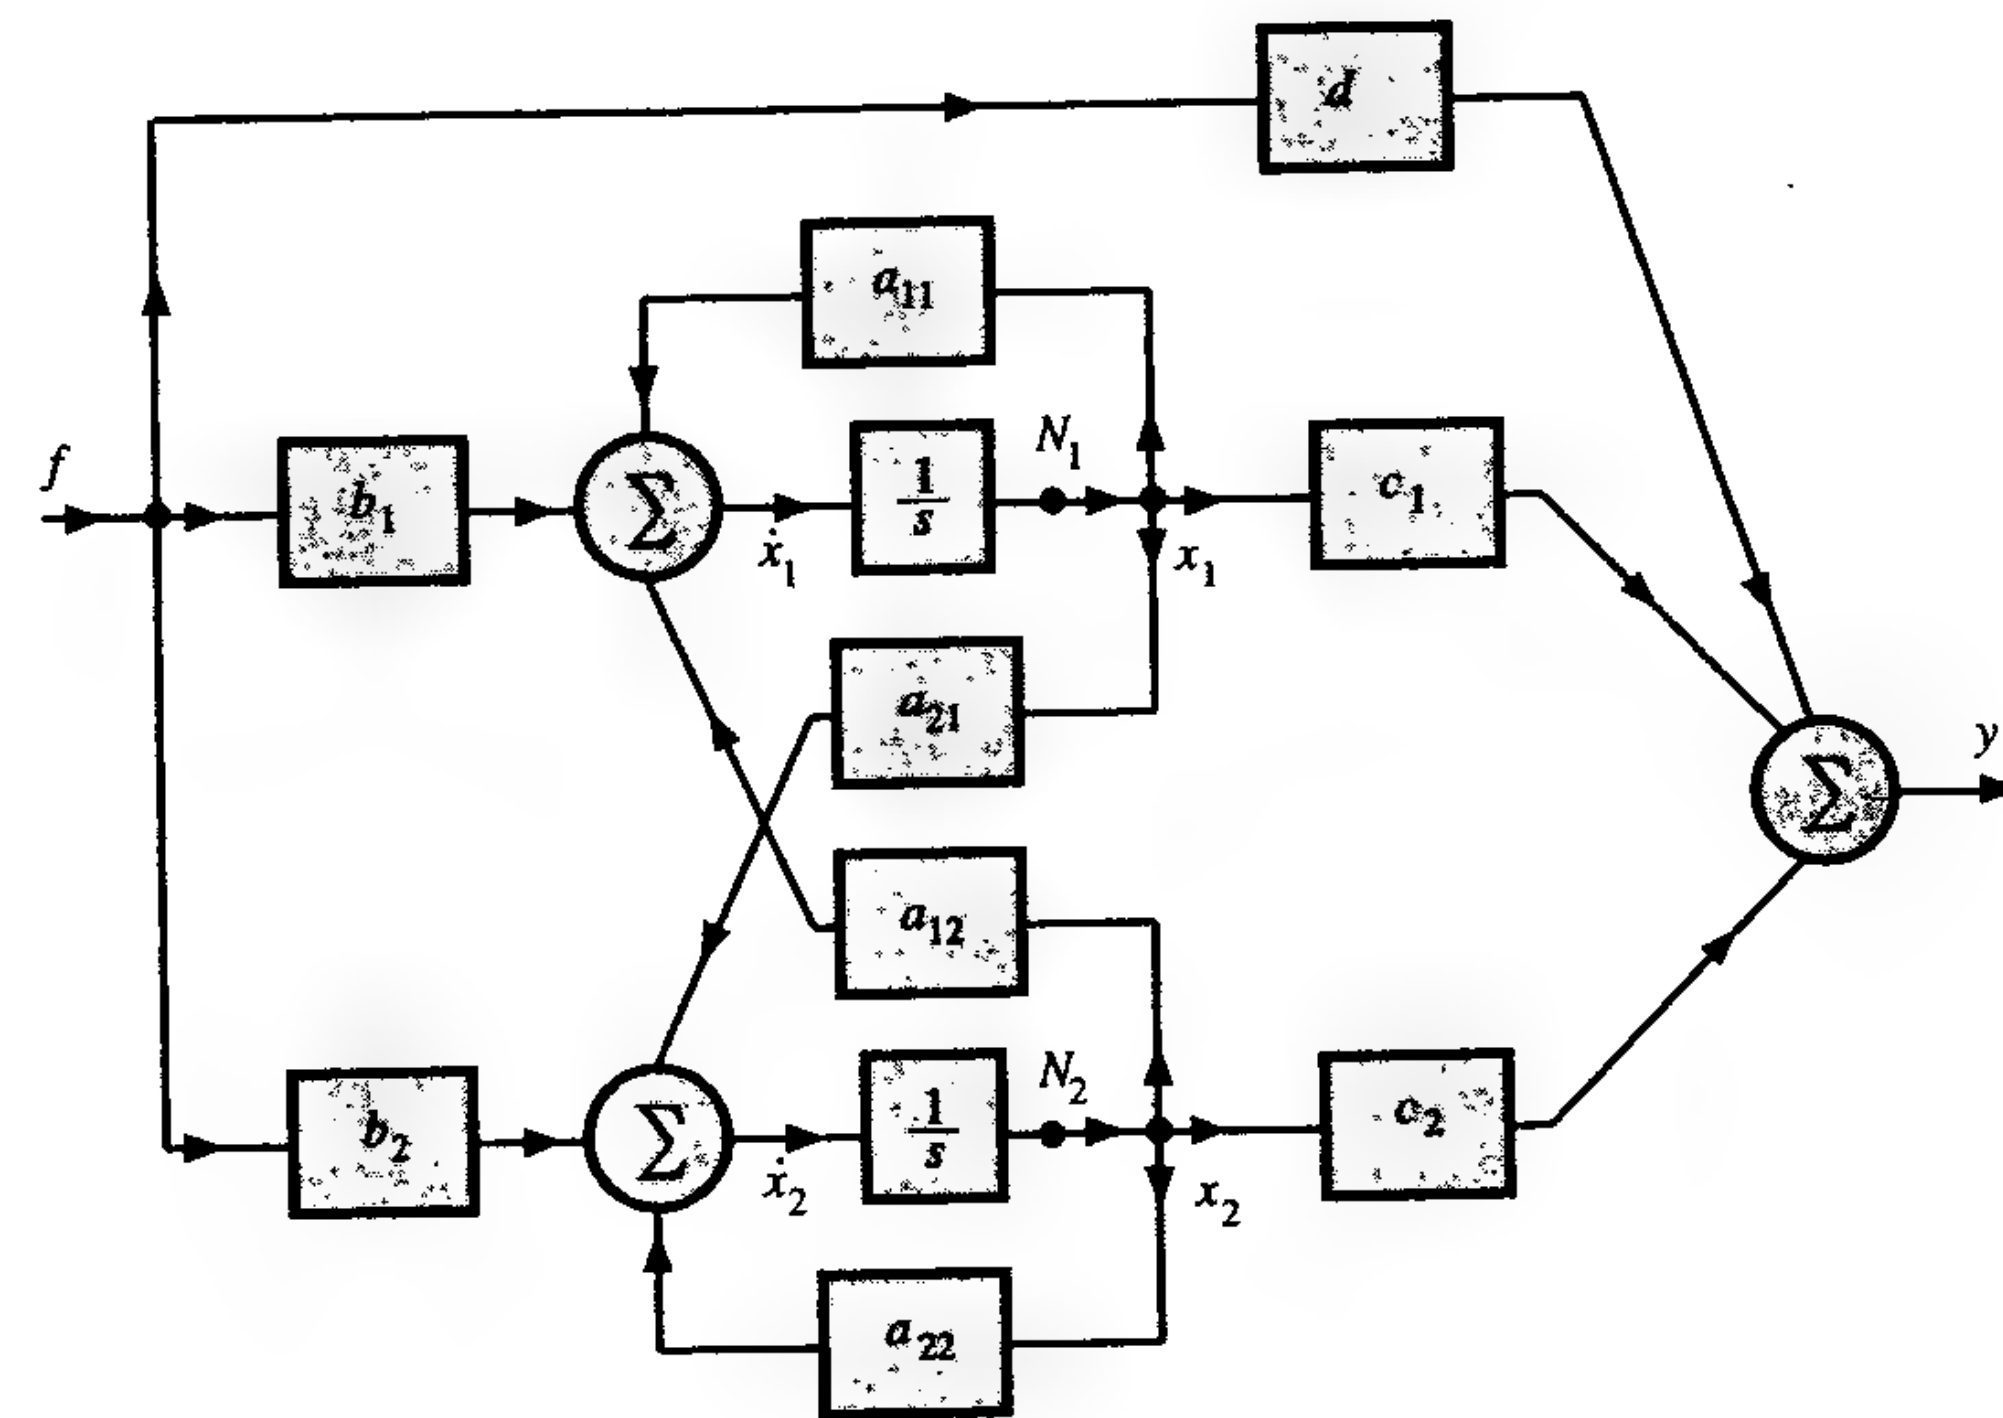 d
a₁₁
f
b₁
Σ
ẋ₁
1/s
N₁
x₁
c₁
a₂₁
y
Σ
a₁₂
b₂
Σ
ẋ₂
1/s
N₂
x₂
c₂
a₂₂